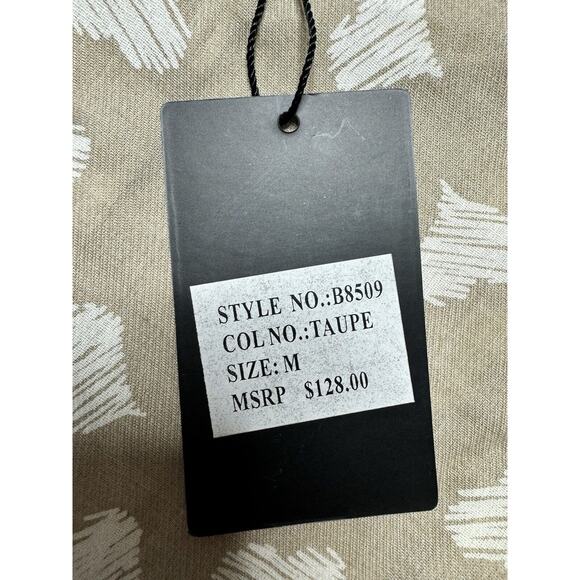 STYLE NO.:B8509
COL NO.:TAUPE
SIZE: M
MSRP $128.00